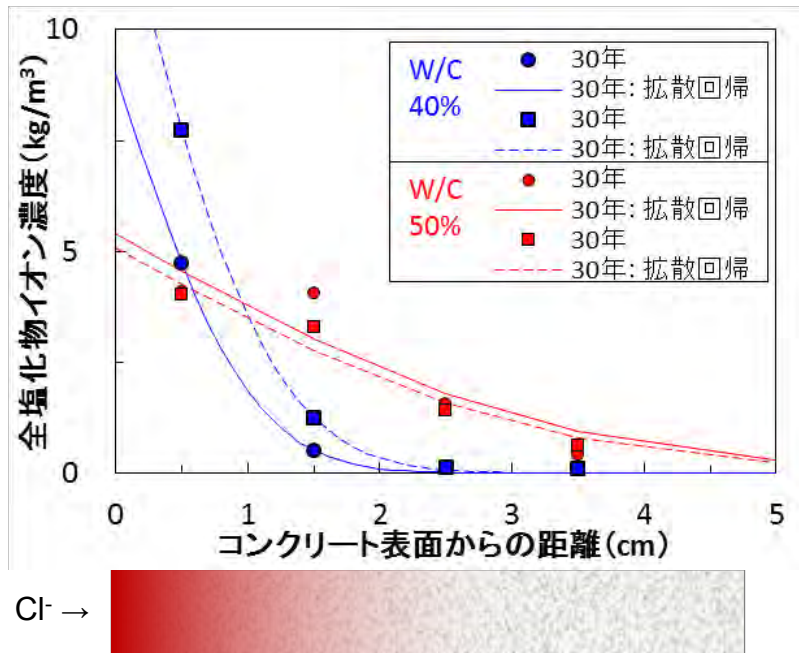 全塩化物イオン濃度(kg/m³)
10
5
0
W/C
40%
30年
30年: 拡散回帰
30年
30年: 拡散回帰
W/C
50%
30年
30年: 拡散回帰
30年
30年: 拡散回帰
0 1 2 3 4 5
コンクリート表面からの距離(cm)
Cl⁻ →